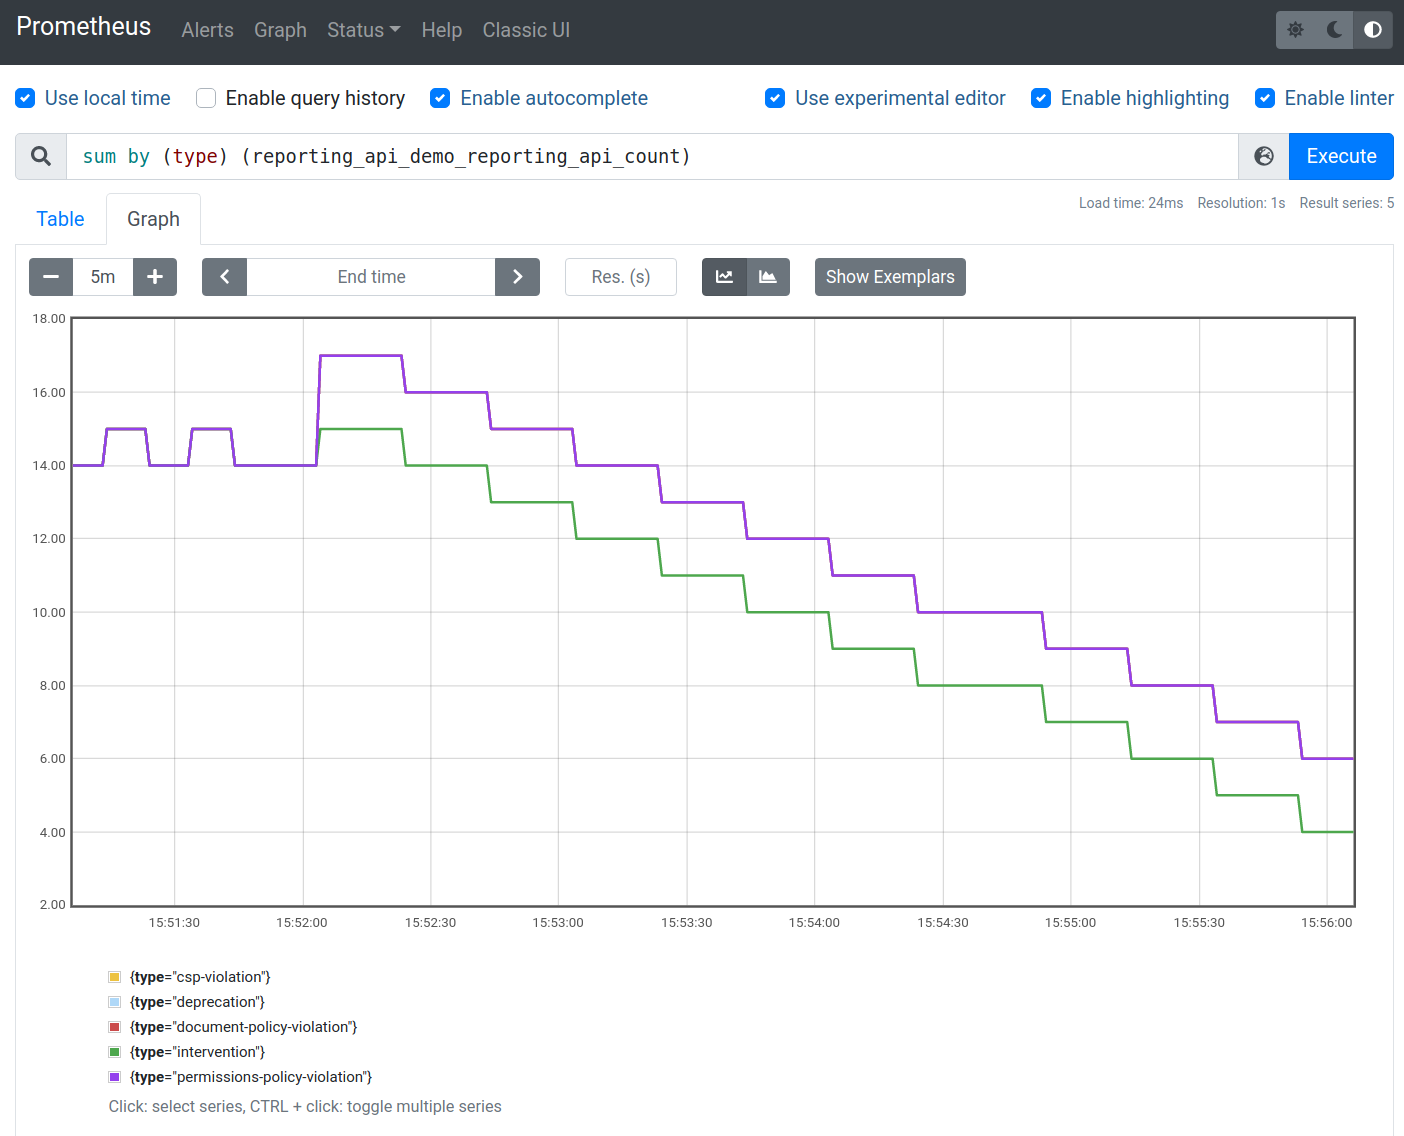 Prometheus Alerts Graph Status Help Classic UI
Use local time Enable query history Enable autocomplete Use experimental editor Enable highlighting Enable linter
sum by (type) (reporting_api_demo_reporting_api_count) Execute
Load time: 24ms Resolution: 1s Result series: 5
Table Graph
5m End time Res. (s) Show Exemplars
18.00
16.00
14.00
12.00
10.00
8.00
6.00
4.00
2.00
15:51:30 15:52:00 15:52:30 15:53:00 15:53:30 15:54:00 15:54:30 15:55:00 15:55:30 15:56:00
{type="csp-violation"}
{type="deprecation"}
{type="document-policy-violation"}
{type="intervention"}
{type="permissions-policy-violation"}
Click: select series, CTRL + click: toggle multiple series